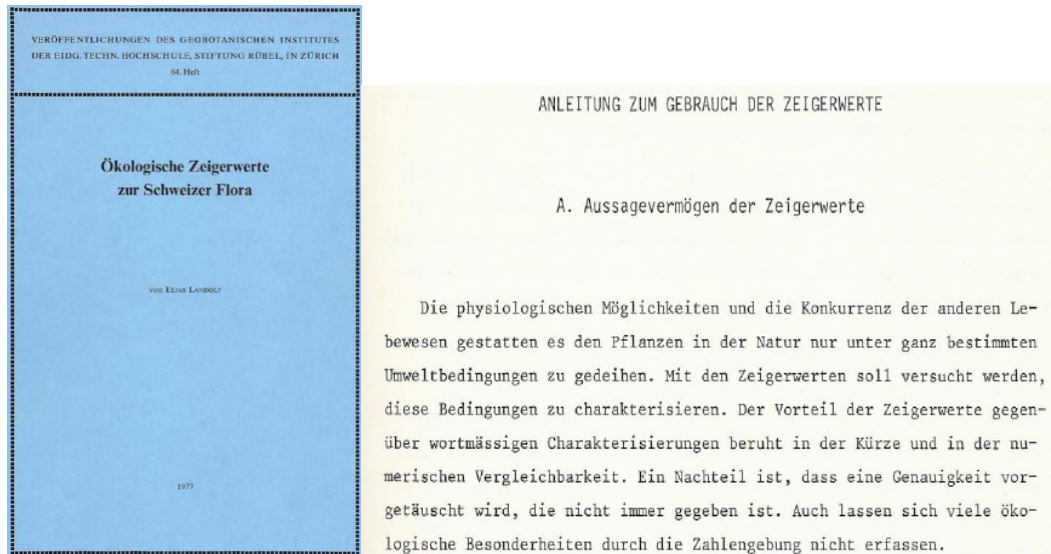 VERÖFFENTLICHUNGEN DES GEOBOTANISCHEN INSTITUTES
DER EIDG. TECHN. HOCHSCHULE, STIFTUNG RÜBEL, IN ZÜRICH
64. Heft
Ökologische Zeigerwerte
zur Schweizer Flora
von ELIAS LANDOLT
1977
ANLEITUNG ZUM GEBRAUCH DER ZEIGERWERTE
A. Aussagevermögen der Zeigerwerte
Die physiologischen Möglichkeiten und die Konkurrenz der anderen Le-
bewesen gestatten es den Pflanzen in der Natur nur unter ganz bestimmten
Umweltbedingungen zu gedeihen. Mit den Zeigerwerten soll versucht werden,
diese Bedingungen zu charakterisieren. Der Vorteil der Zeigerwerte gegen-
über wortmässigen Charakterisierungen beruht in der Kürze und in der nu-
merischen Vergleichbarkeit. Ein Nachteil ist, dass eine Genauigkeit vor-
getäuscht wird, die nicht immer gegeben ist. Auch lassen sich viele öko-
logische Besonderheiten durch die Zahlengebung nicht erfassen.